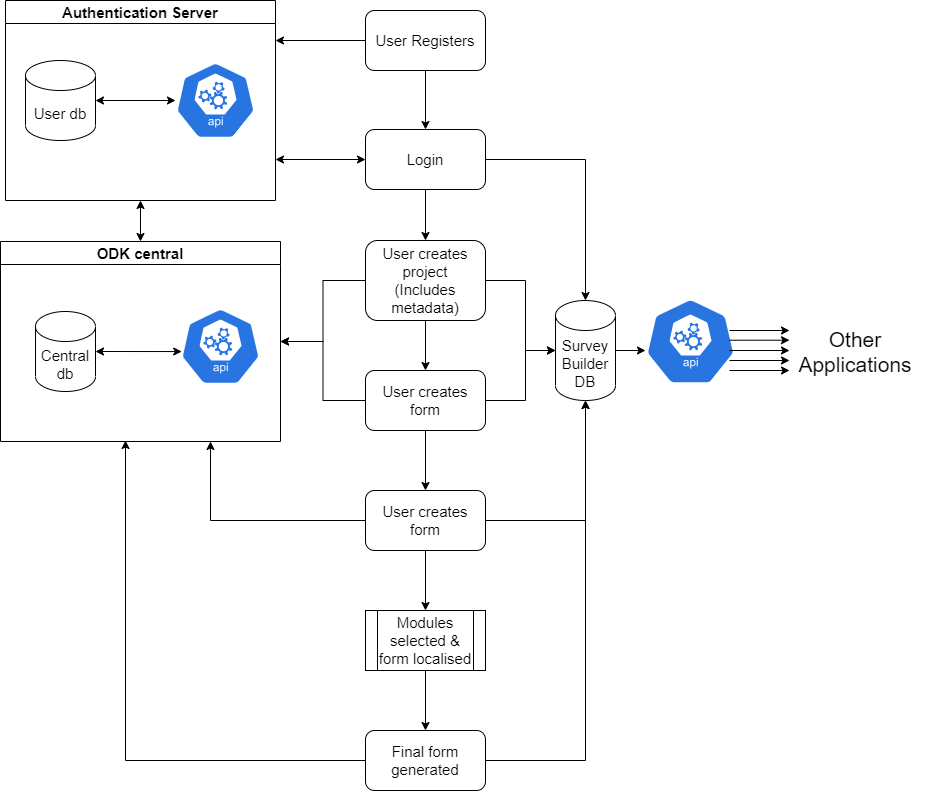 Authentication Server
User db
api
User Registers
Login
ODK central
Central
db
api
User creates
project
(Includes
metadata)
User creates
form
Survey
Builder
DB
api
Other
Applications
User creates
form
Modules
selected &
form localised
Final form
generated